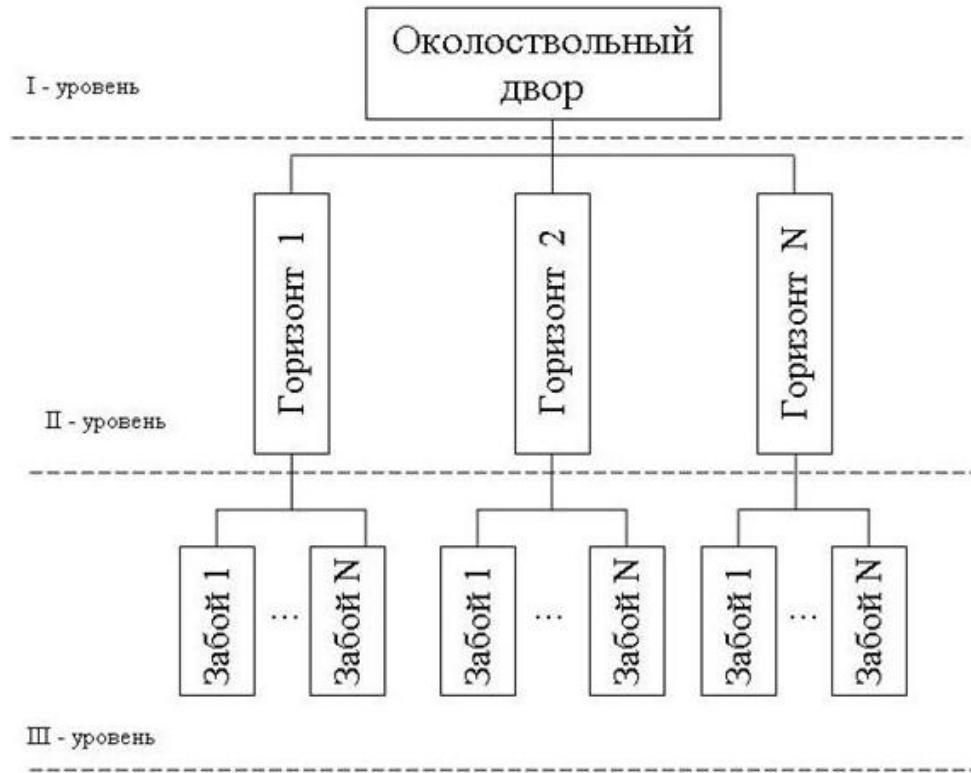 Околоствольный
двор
I - уровень
Горизонт 1
Горизонт 2
Горизонт N
II - уровень
Забой 1
...
Забой N
Забой 1
...
Забой N
Забой 1
...
Забой N
III - уровень